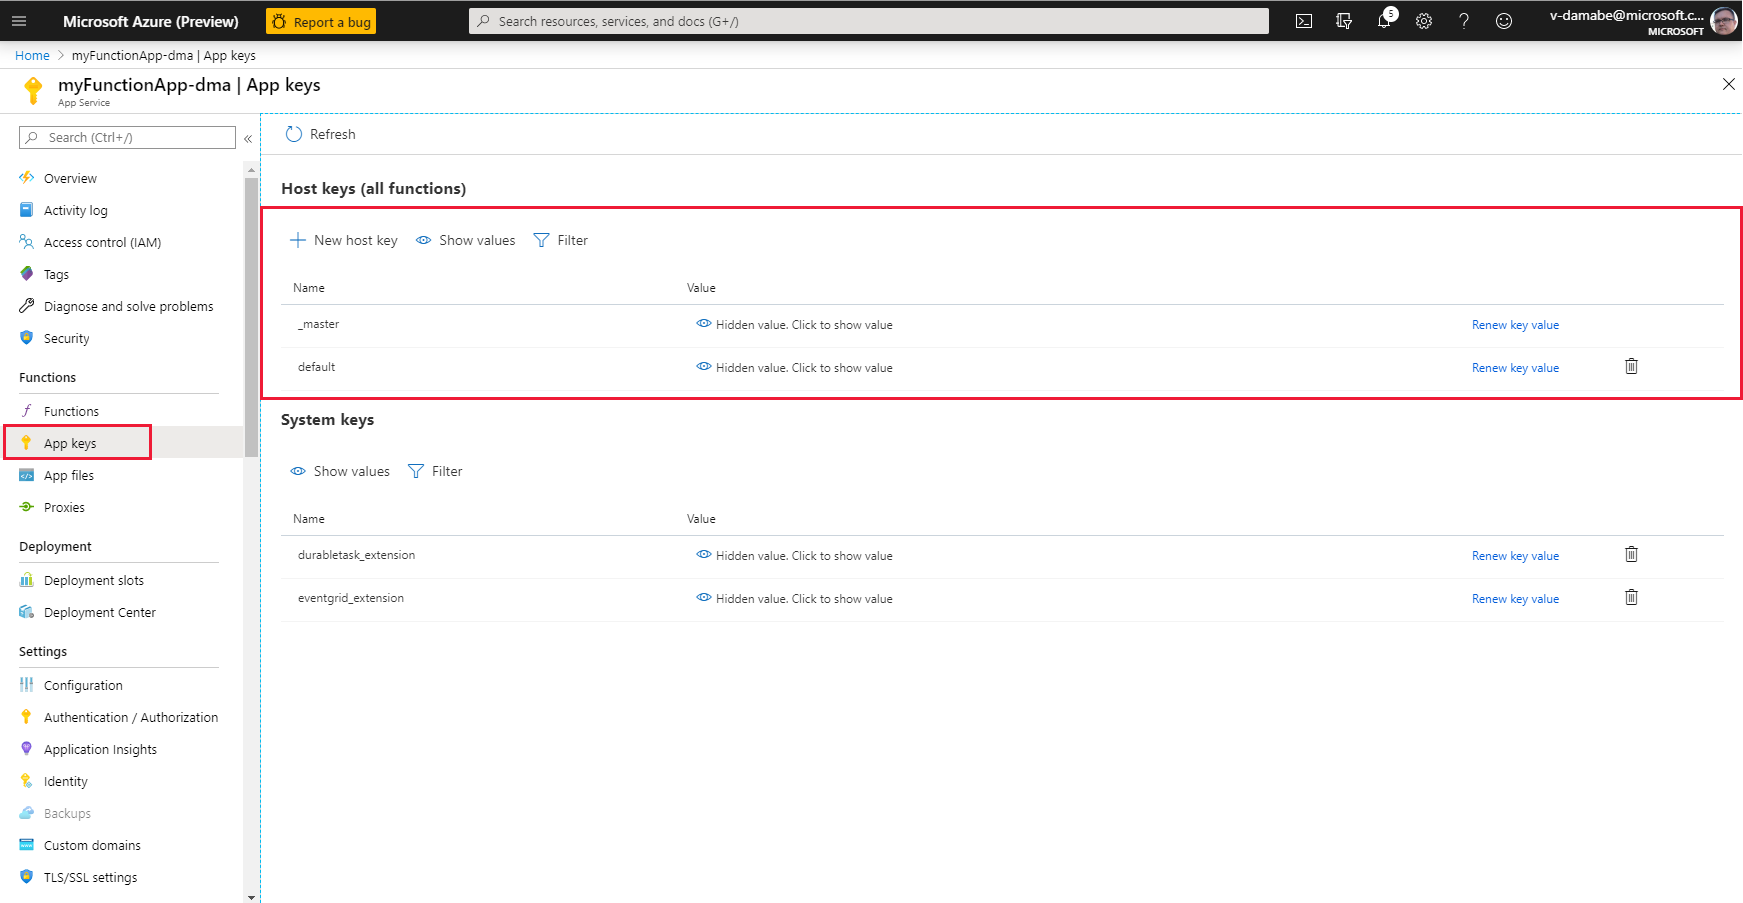 Microsoft Azure (Preview)
Report a bug
Search resources, services, and docs (G+/)
5
v-damabe@microsoft.c...
MICROSOFT
Home > myFunctionApp-dma | App keys
myFunctionApp-dma | App keys
App Service
Search (Ctrl+/)
«
Overview
Activity log
Access control (IAM)
Tags
Diagnose and solve problems
Security
Functions
Functions
App keys
App files
Proxies
Deployment
Deployment slots
Deployment Center
Settings
Configuration
Authentication / Authorization
Application Insights
Identity
Backups
Custom domains
TLS/SSL settings
Refresh
Host keys (all functions)
New host key Show values Filter
Name Value
_master Hidden value. Click to show value Renew key value
default Hidden value. Click to show value Renew key value
System keys
Show values Filter
Name Value
durabletask_extension Hidden value. Click to show value Renew key value
eventgrid_extension Hidden value. Click to show value Renew key value